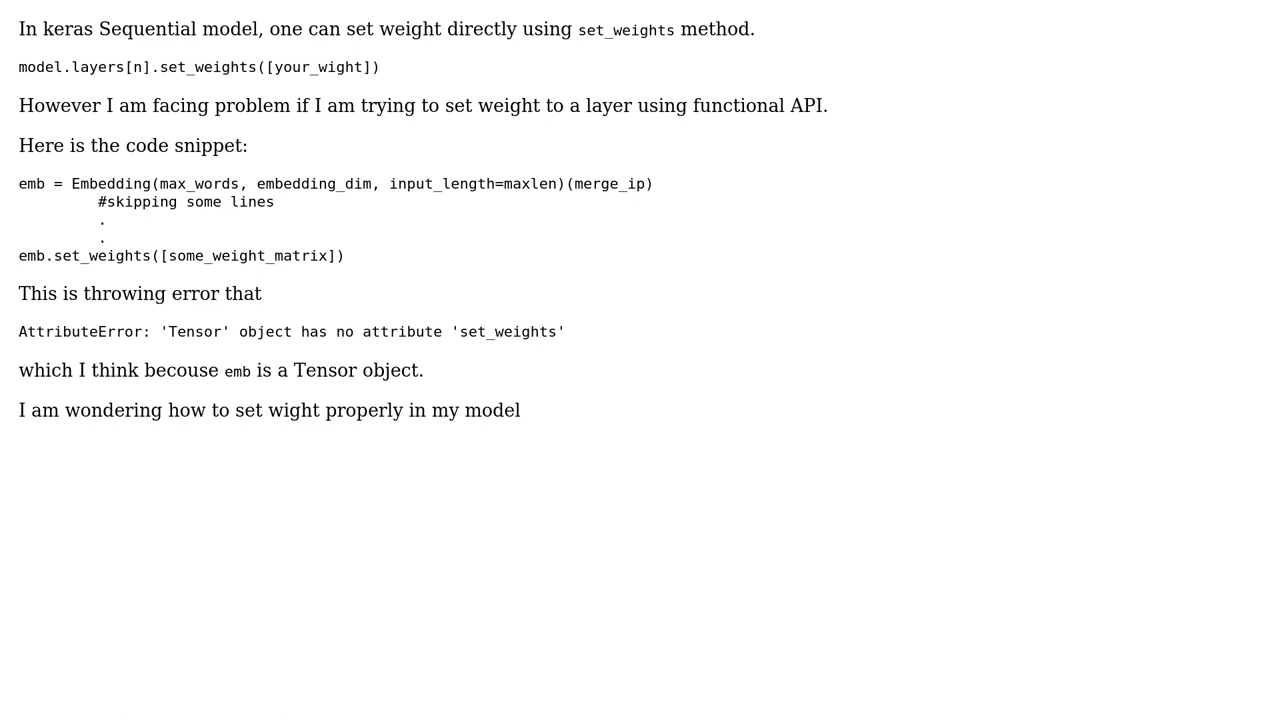 In keras Sequential model, one can set weight directly using set_weights method.
model.layers[n].set_weights([your_wight])
However I am facing problem if I am trying to set weight to a layer using functional API.
Here is the code snippet:
emb = Embedding(max_words, embedding_dim, input_length=maxlen)(merge_ip)
#skipping some lines
.
.
emb.set_weights([some_weight_matrix])
This is throwing error that
AttributeError: 'Tensor' object has no attribute 'set_weights'
which I think becouse emb is a Tensor object.
I am wondering how to set wight properly in my model